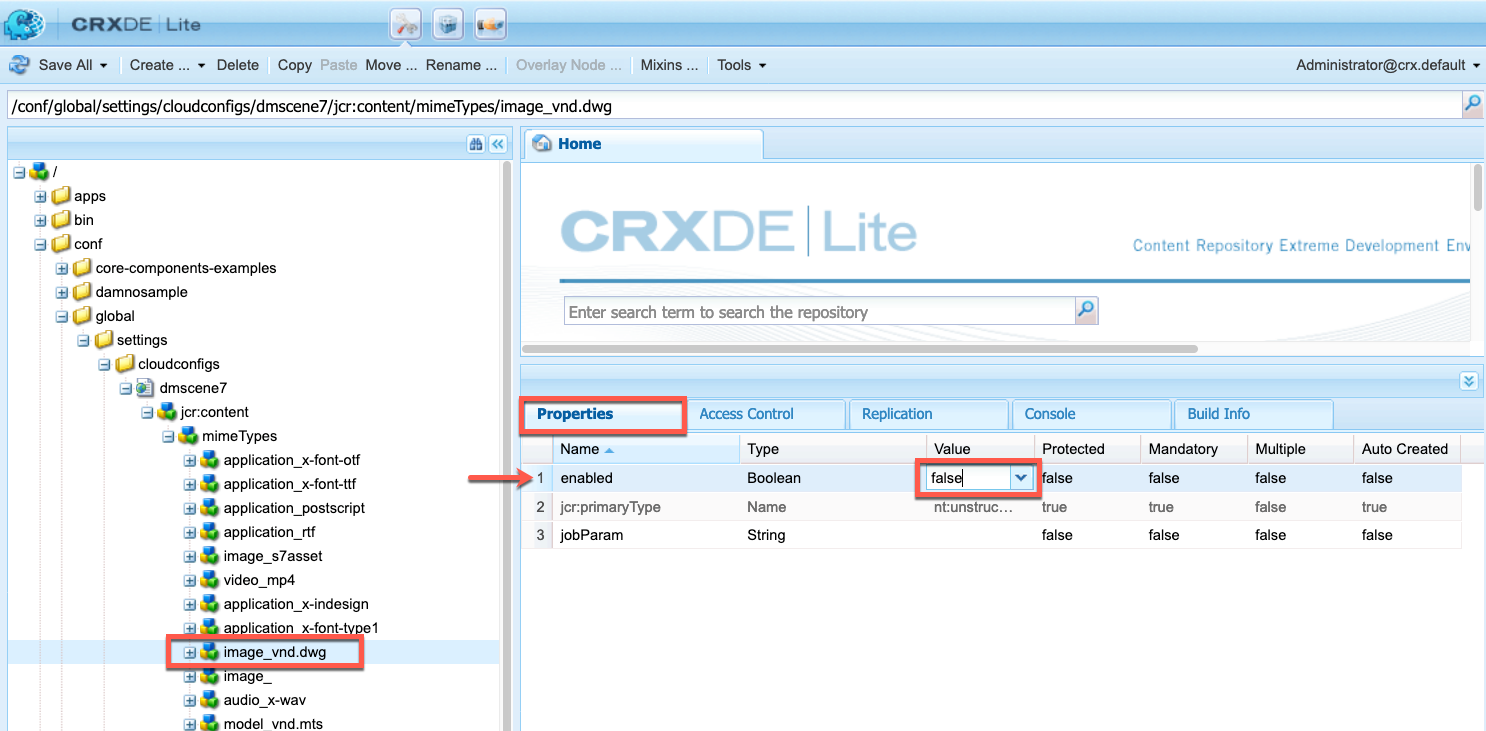 CRXDE | Lite
Save All Create ... Delete Copy Paste Move ... Rename ... Overlay Node ... Mixins ... Tools Administrator@crx.default
/conf/global/settings/cloudconfigs/dmscene7/jcr:content/mimeTypes/image_vnd.dwg
/
apps
bin
conf
core-components-examples
damnosample
global
settings
cloudconfigs
dmscene7
jcr:content
mimeTypes
application_x-font-otf
application_x-font-ttf
application_postscript
application_rtf
image_s7asset
video_mp4
application_x-indesign
application_x-font-type1
image_vnd.dwg
image_
audio_x-wav
model_vnd.mts
Home
CRXDE | Lite
Content Repository Extreme Development Env
Enter search term to search the repository
Properties Access Control Replication Console Build Info
Name Type Value Protected Mandatory Multiple Auto Created
1 enabled Boolean false false false false false
2 jcr:primaryType Name nt:unstruc... true true false true
3 jobParam String false false false false